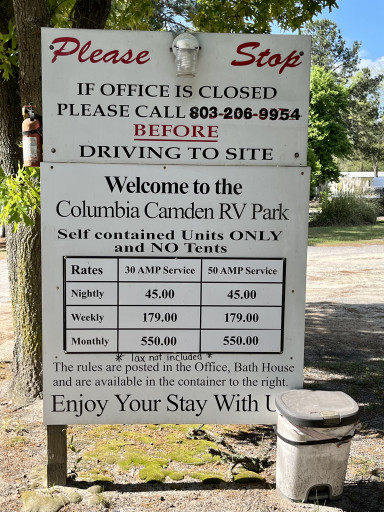 Please Stop
IF OFFICE IS CLOSED
PLEASE CALL 803-206-9954
BEFORE
DRIVING TO SITE
Welcome to the
Columbia Camden RV Park
Self contained Units ONLY
and NO Tents
Rates 30 AMP Service 50 AMP Service
Nightly 45.00 45.00
Weekly 179.00 179.00
Monthly 550.00 550.00
* Tax not included *
The rules are posted in the Office, Bath House
and are available in the container to the right.
Enjoy Your Stay With U